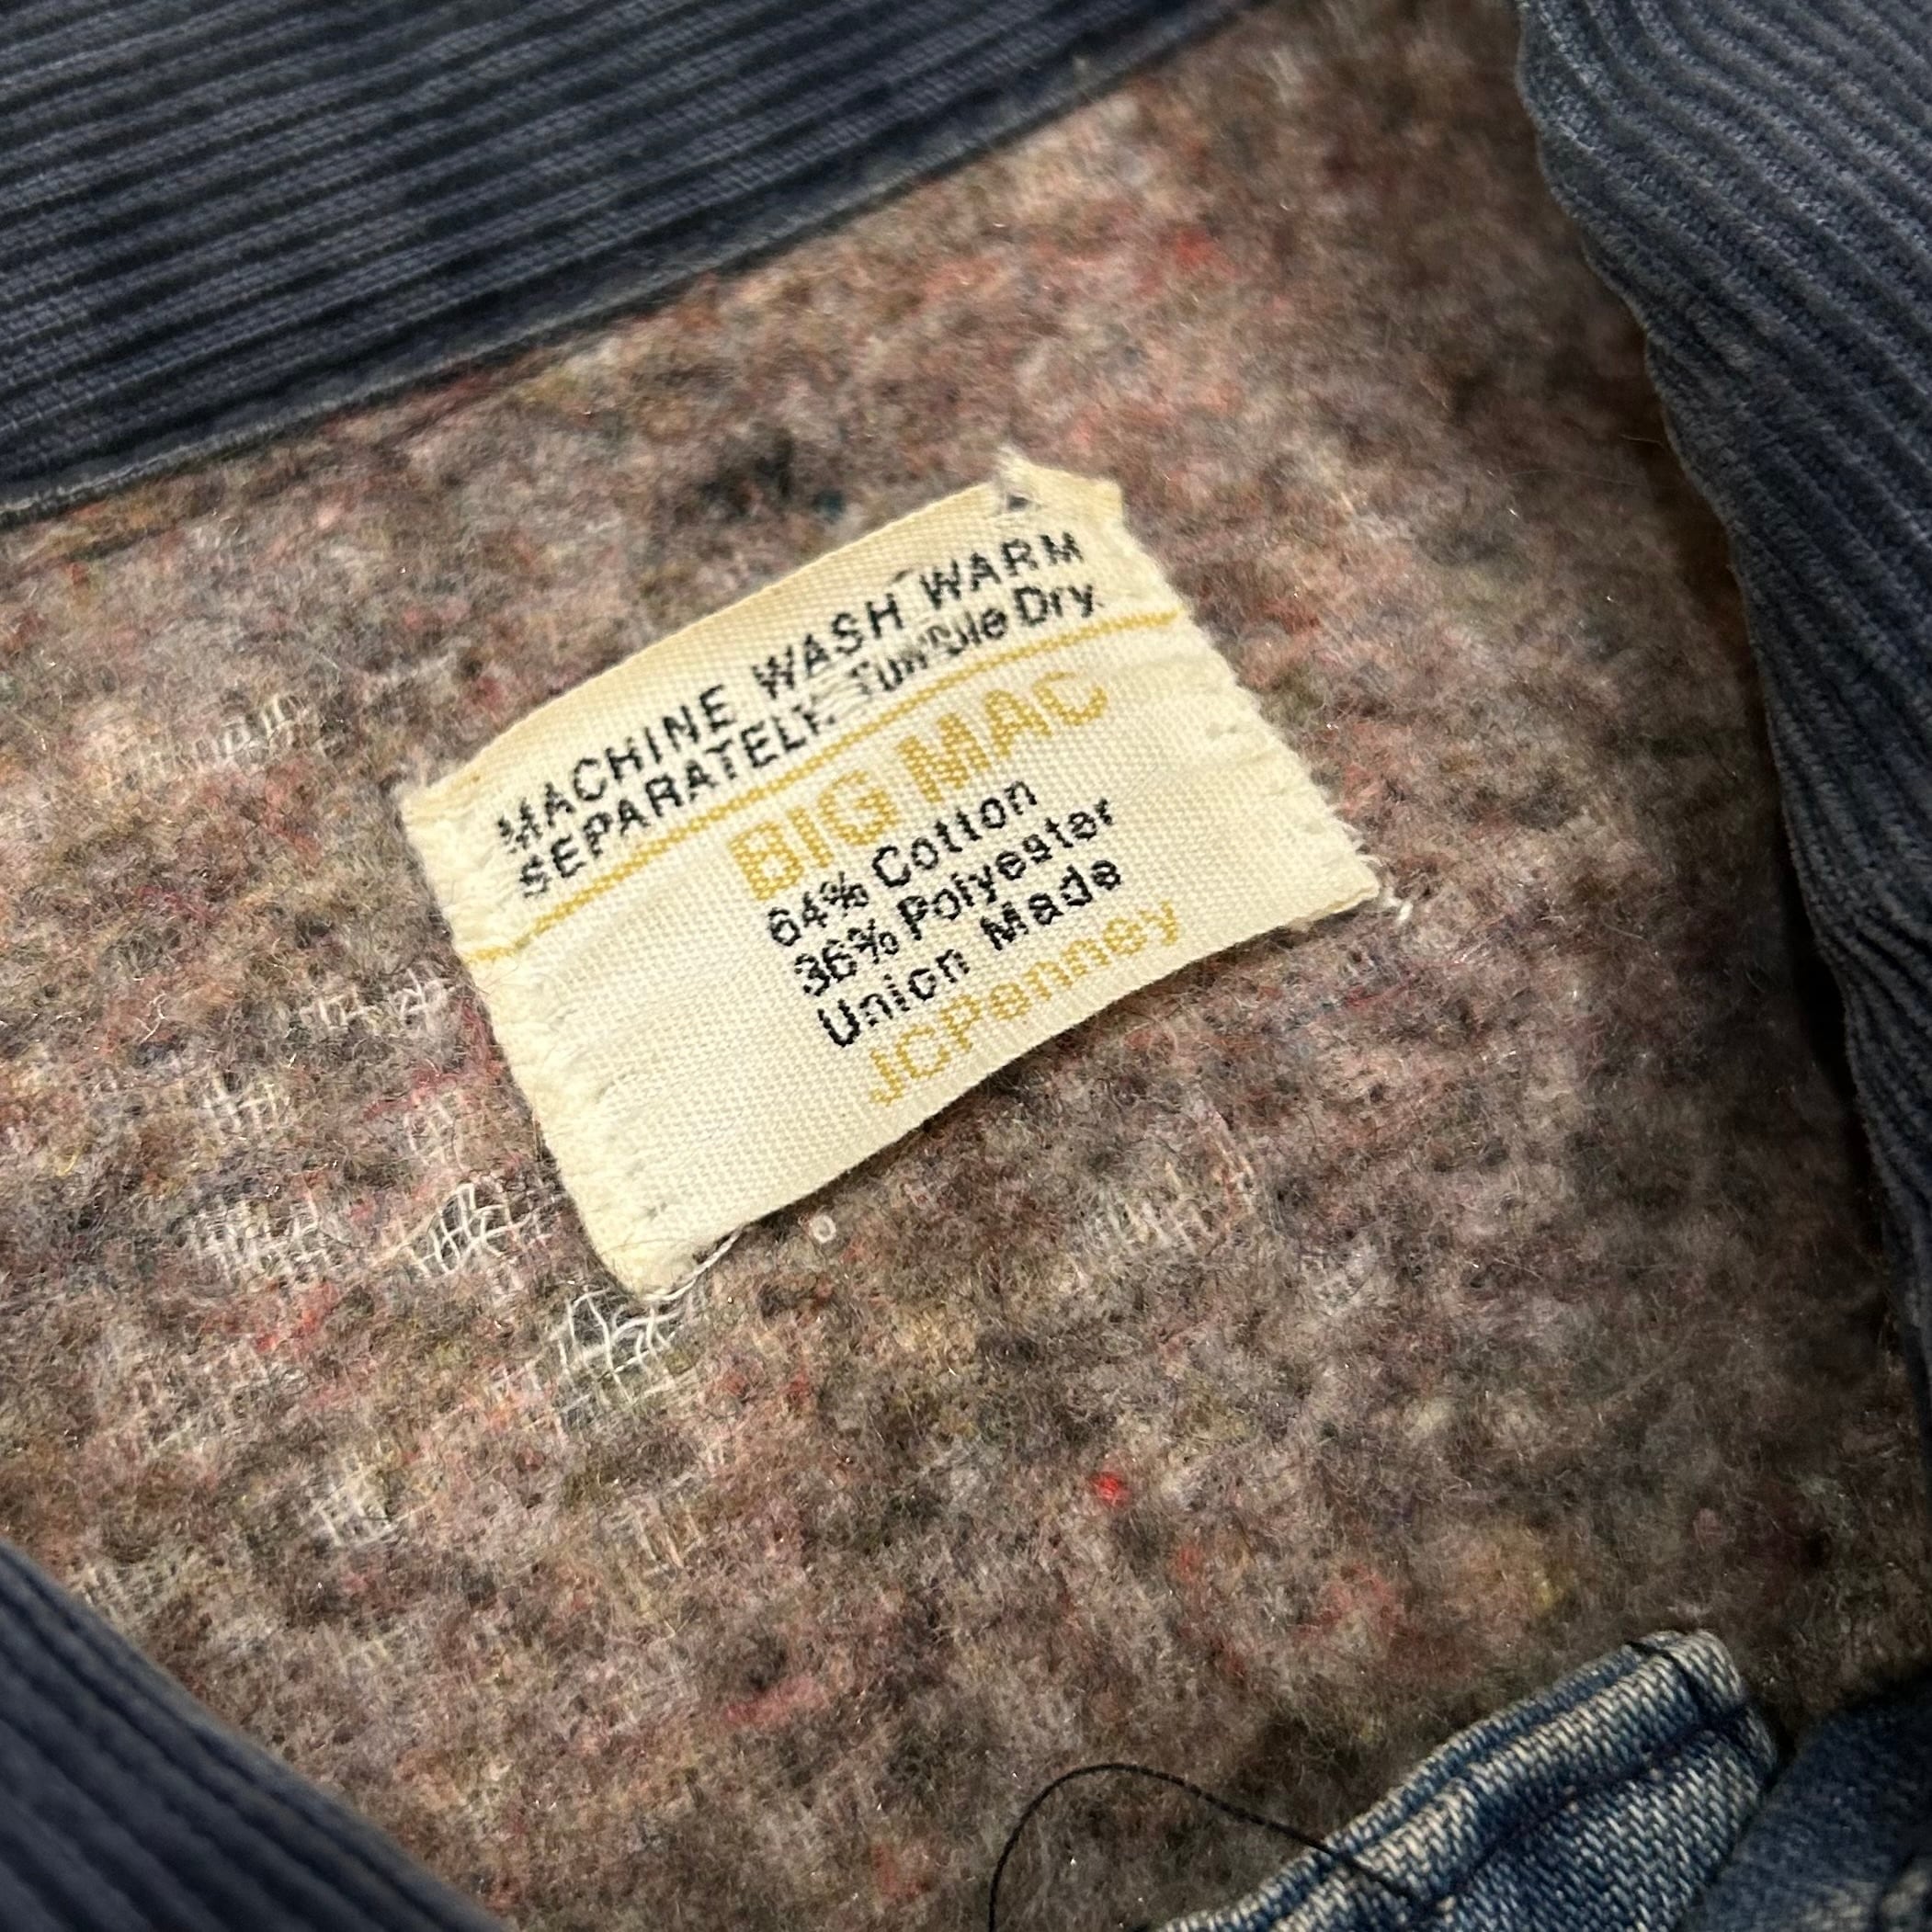 MACHINE WASH WARM
SEPARATELY. Tumble Dry.
BIG MAC
64% Cotton
36% Polyester
Union Made
JCPenney